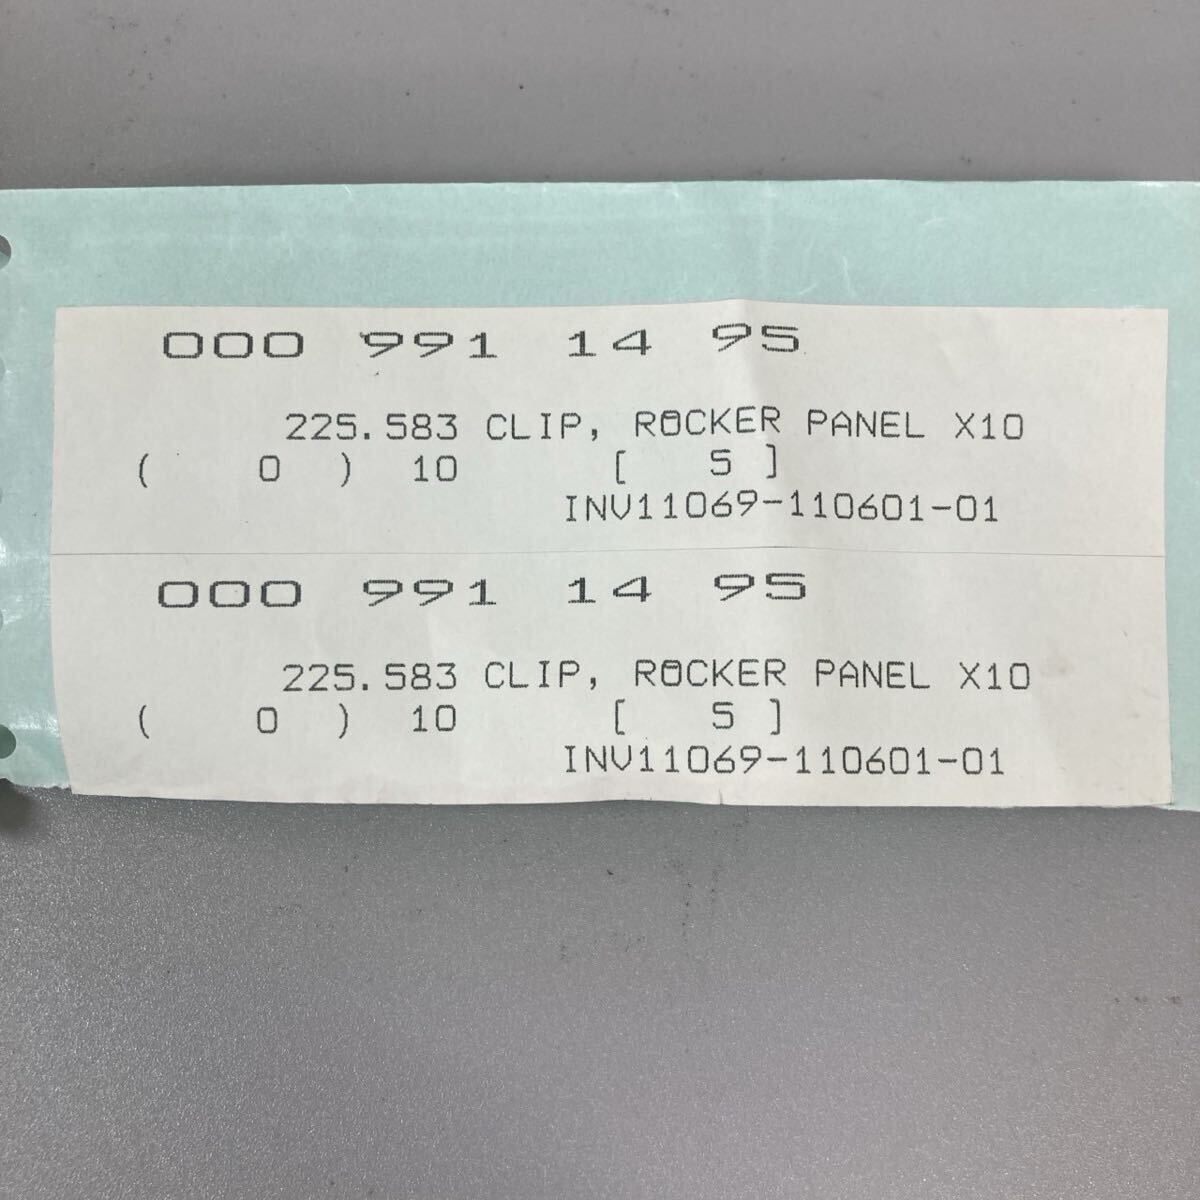 000 991 14 95
225.583 CLIP, ROCKER PANEL X10
( 0 ) 10 [ 5 ]
INV11069-110601-01
000 991 14 95
225.583 CLIP, ROCKER PANEL X10
( 0 ) 10 [ 5 ]
INV11069-110601-01